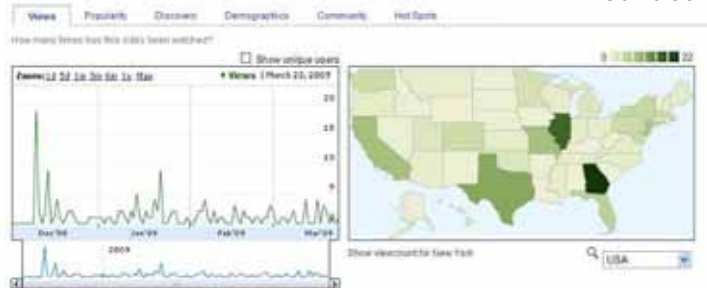 Views Popularity Discovery Demographics Community Hot Spots
How many times has this video been watched?
Show unique users
Zoom: 1d 5d 1m 3m 6m 1y Max
Views | March 23, 2009
20
15
10
5
Dec'08 Jan'09 Feb'09 Mar'09
2009
0 22
Show viewcount for New York
USA